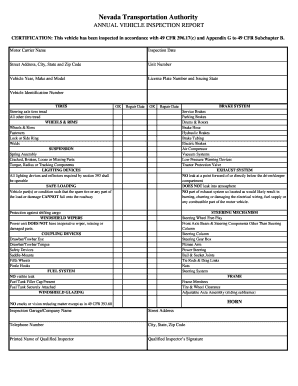 Nevada Transportation Authority
ANNUAL VEHICLE INSPECTION REPORT
CERTIFICATION: This vehicle has been inspected in accordance with 49 CFR 396.17(c) and Appendix G to 49 CFR Subchapter B.
Motor Carrier Name
Inspection Date
Street Address, City, State and Zip Code
Unit Number
Vehicle Year, Make and Model
License Plate Number and Issuing State
Vehicle Identification Number
TIRES
OK
Repair Date
Steering axle tires tread
All other tires tread
WHEELS & RIMS
Wheels & Rims
Fasteners
Lock or Side Ring
Welds
SUSPENSION
Spring Assembly
Cracked, Broken, Loose or Missing Parts
Torque, Radius or Tracking Components
LIGHTING DEVICES
All lighting devices and reflectors required by section 393 shall be operable
SAFE LOADING
Vehicle part(s) or condition such that the spare tire or any part of the load or dunnage CANNOT fall onto the roadway
Protection against shifting cargo
WINDSHIELD WIPERS
Power unit DOES NOT have inoperative wiper, missing or damaged parts.
COUPLING DEVICES
Drawbar/Towbar Eye
Drawbar/Towbar Tongue
Safety Devices
Saddle-Mounts
Fifth Wheels
Pintle Hooks
FUEL SYSTEM
NO visible leak
Fuel Tank Filler Cap Present
Fuel Tank Securely Attached
WINDSHIELD GLAZING
NO cracks or vision reducing matter except as in 49 CFR 393.60
OK
Repair Date
BRAKE SYSTEM
Service Brakes
Parking Brakes
Drums & Rotors
Brake Hose
Hydraulic Brakes
Brake Tubing
Electric Brakes
Air Compressor
Vacuum Systems
Low-Pressure Warning Devices
Tractor Protection Valve
EXHAUST SYSTEM
NO leak at a point forward of or directly below the driver/sleeper compartment
DOES NOT leak into atmosphere
NO part of exhaust system so located as would likely result in burning, charring or damaging the electrical wiring, fuel supply or any combustible part of the motor vehicle
STEERING MECHANISM
Steering Wheel Free Play
Front Axle Beam & Steering Components Other Than Steering Column
Steering Column
Steering Gear Box
Pitman Arm
Power Steering
Ball & Socket Joints
Tie Rods & Drag Links
Nuts
Steering System
FRAME
Frame Members
Tire & Wheel Clearance
Adjustable Axle Assembly (sliding subframe)
HORN
Inspection Garage/Company Name
Street Address
Telephone Number
City, State, Zip Code
Printed Name of Qualified Inspector
Qualified Inspector's Signature